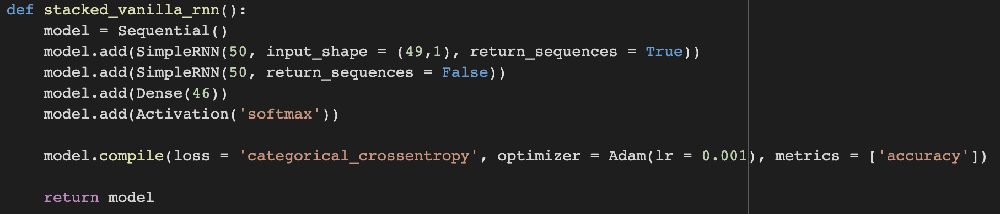 def stacked_vanilla_rnn():
    model = Sequential()
    model.add(SimpleRNN(50, input_shape = (49,1), return_sequences = True))
    model.add(SimpleRNN(50, return_sequences = False))
    model.add(Dense(46))
    model.add(Activation('softmax'))
    model.compile(loss = 'categorical_crossentropy', optimizer = Adam(lr = 0.001), metrics = ['accuracy'])
    return model